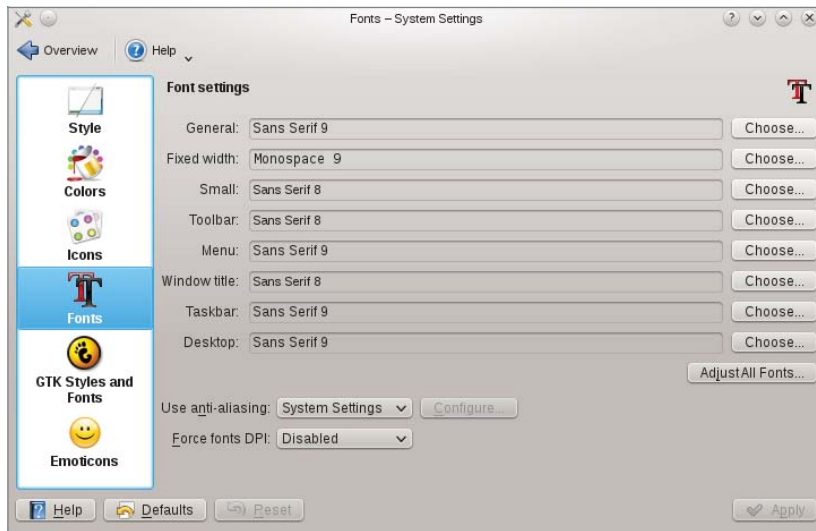 Fonts – System Settings
Overview
Help
Style
Colors
Icons
Fonts
GTK Styles and
Fonts
Emoticons
Font settings
General: Sans Serif 9 Choose...
Fixed width: Monospace 9 Choose...
Small: Sans Serif 8 Choose...
Toolbar: Sans Serif 8 Choose...
Menu: Sans Serif 9 Choose...
Window title: Sans Serif 8 Choose...
Taskbar: Sans Serif 9 Choose...
Desktop: Sans Serif 9 Choose...
Adjust All Fonts...
Use anti-aliasing: System Settings Configure...
Force fonts DPI: Disabled
Help Defaults Reset Apply